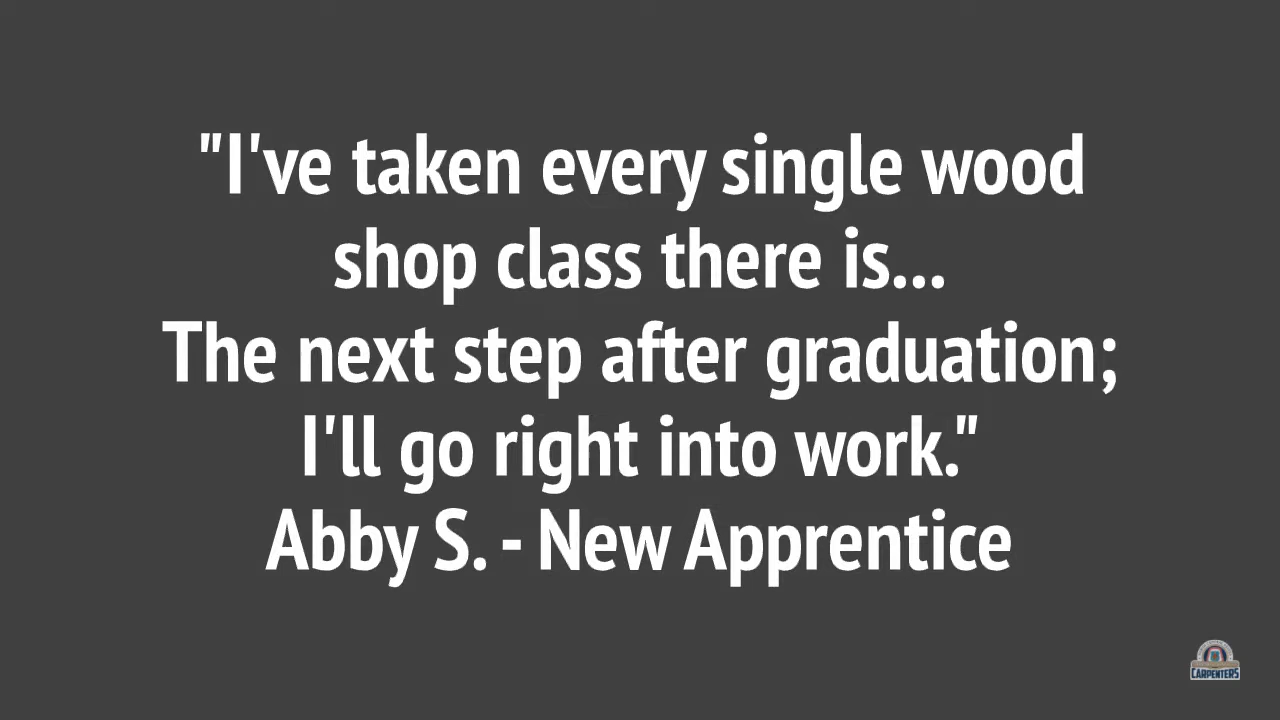 "I've taken every single wood
shop class there is...
The next step after graduation;
I'll go right into work."
Abby S. - New Apprentice
CARPENTERS